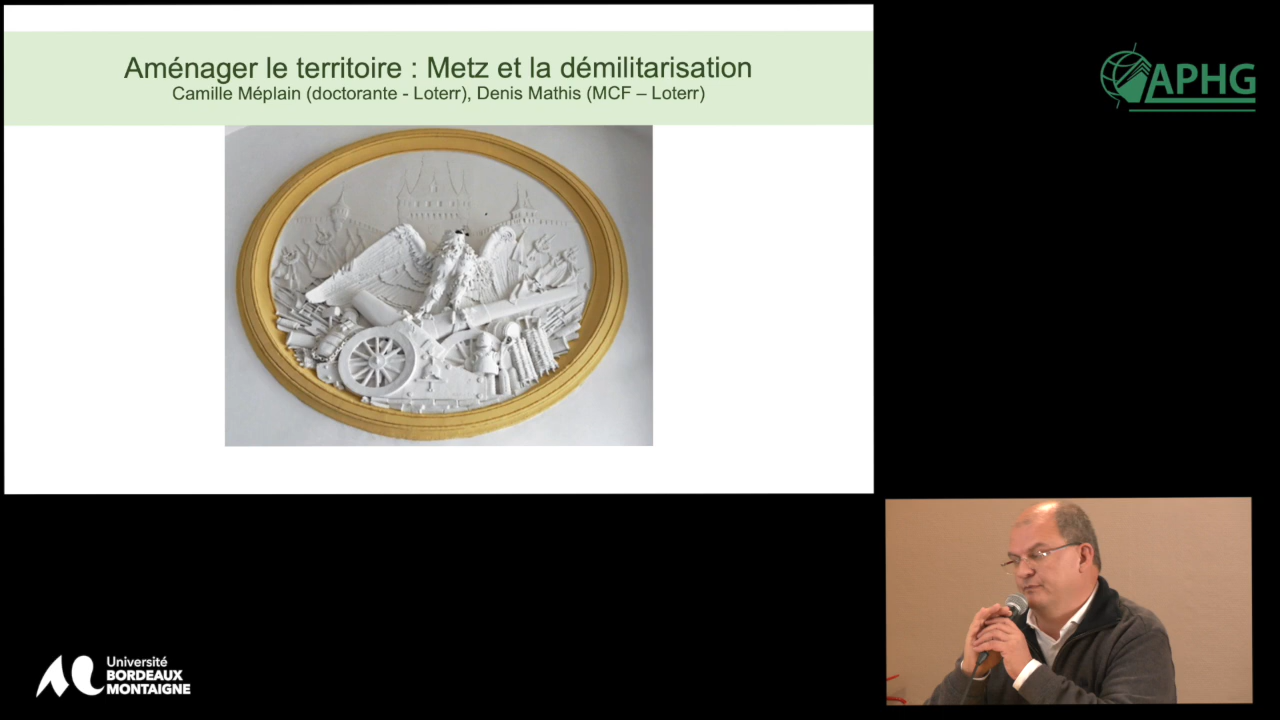 Aménager le territoire : Metz et la démilitarisation
Camille Méplain (doctorante - Loterr), Denis Mathis (MCF – Loterr)
APHG
Université
BORDEAUX
MONTAIGNE